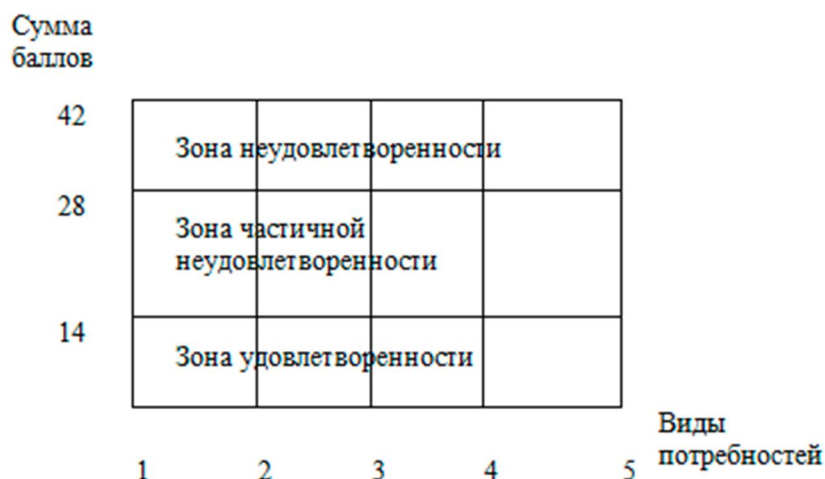 Сумма
баллов
42
Зона неудовлетворенности
28
Зона частичной
неудовлетворенности
14
Зона удовлетворенности
Виды
потребностей
1 2 3 4 5